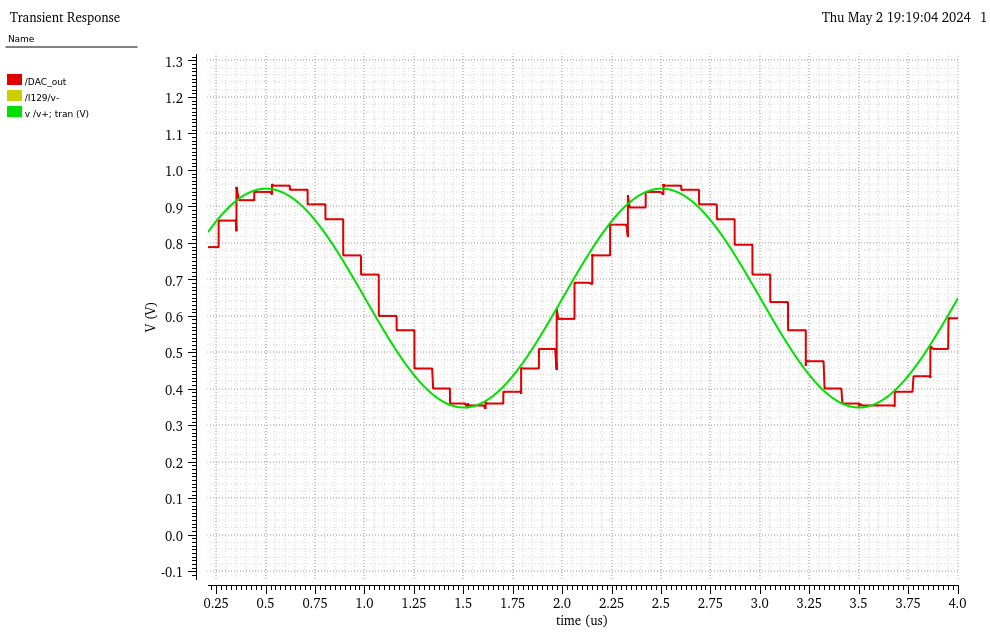 Transient Response
Thu May 2 19:19:04 2024 1
Name
/DAC_out
/I129/v-
v /v+; tran (V)
1.3
1.2
1.1
1.0
0.9
0.8
0.7
0.6
0.5
0.4
0.3
0.2
0.1
0.0
-0.1
V (V)
0.25 0.5 0.75 1.0 1.25 1.5 1.75 2.0 2.25 2.5 2.75 3.0 3.25 3.5 3.75 4.0
time (us)